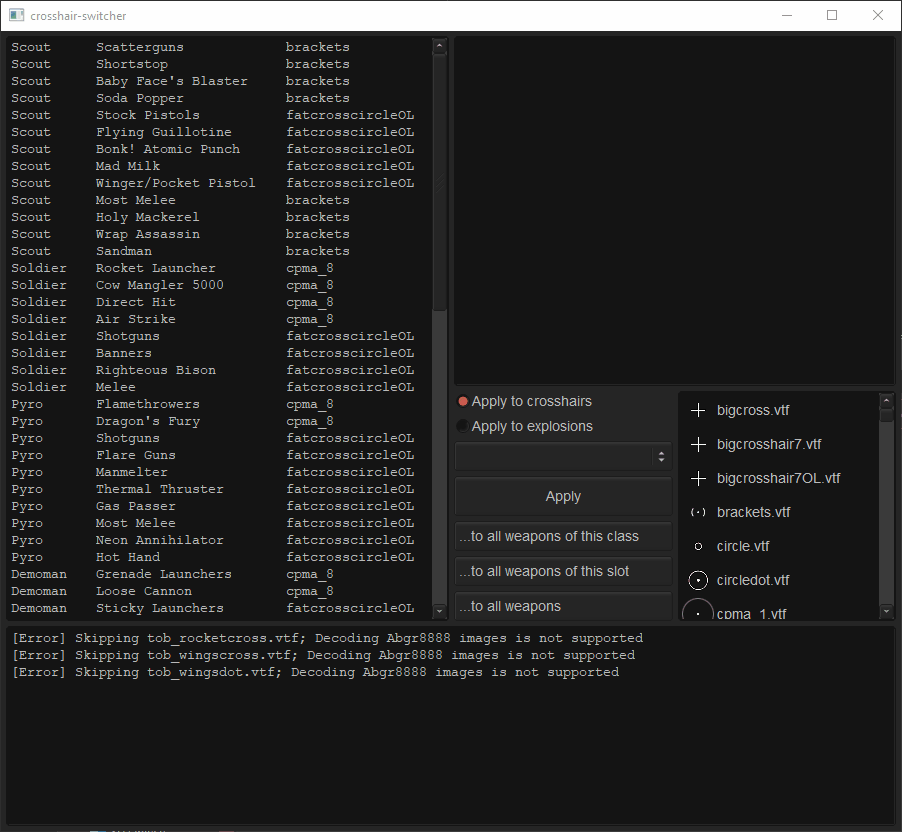 crosshair-switcher
Scout Scatterguns brackets
Scout Shortstop brackets
Scout Baby Face's Blaster brackets
Scout Soda Popper brackets
Scout Stock Pistols fatcrosscircleOL
Scout Flying Guillotine fatcrosscircleOL
Scout Bonk! Atomic Punch fatcrosscircleOL
Scout Mad Milk fatcrosscircleOL
Scout Winger/Pocket Pistol fatcrosscircleOL
Scout Most Melee brackets
Scout Holy Mackerel brackets
Scout Wrap Assassin brackets
Scout Sandman brackets
Soldier Rocket Launcher cpma_8
Soldier Cow Mangler 5000 cpma_8
Soldier Direct Hit cpma_8
Soldier Air Strike cpma_8
Soldier Shotguns fatcrosscircleOL
Soldier Banners fatcrosscircleOL
Soldier Righteous Bison fatcrosscircleOL
Soldier Melee fatcrosscircleOL
Pyro Flamethrowers cpma_8
Pyro Dragon's Fury cpma_8
Pyro Shotguns fatcrosscircleOL
Pyro Flare Guns fatcrosscircleOL
Pyro Manmelter fatcrosscircleOL
Pyro Thermal Thruster fatcrosscircleOL
Pyro Gas Passer fatcrosscircleOL
Pyro Most Melee fatcrosscircleOL
Pyro Neon Annihilator fatcrosscircleOL
Pyro Hot Hand fatcrosscircleOL
Demoman Grenade Launchers cpma_8
Demoman Loose Cannon cpma_8
Demoman Sticky Launchers fatcrosscircleOL
Apply to crosshairs
Apply to explosions
Apply
...to all weapons of this class
...to all weapons of this slot
...to all weapons
bigcross.vtf
bigcrosshair7.vtf
bigcrosshair7OL.vtf
brackets.vtf
circle.vtf
circledot.vtf
cpma_1.vtf
[Error] Skipping tob_rocketcross.vtf; Decoding Abgr8888 images is not supported
[Error] Skipping tob_wingscross.vtf; Decoding Abgr8888 images is not supported
[Error] Skipping tob_wingsdot.vtf; Decoding Abgr8888 images is not supported